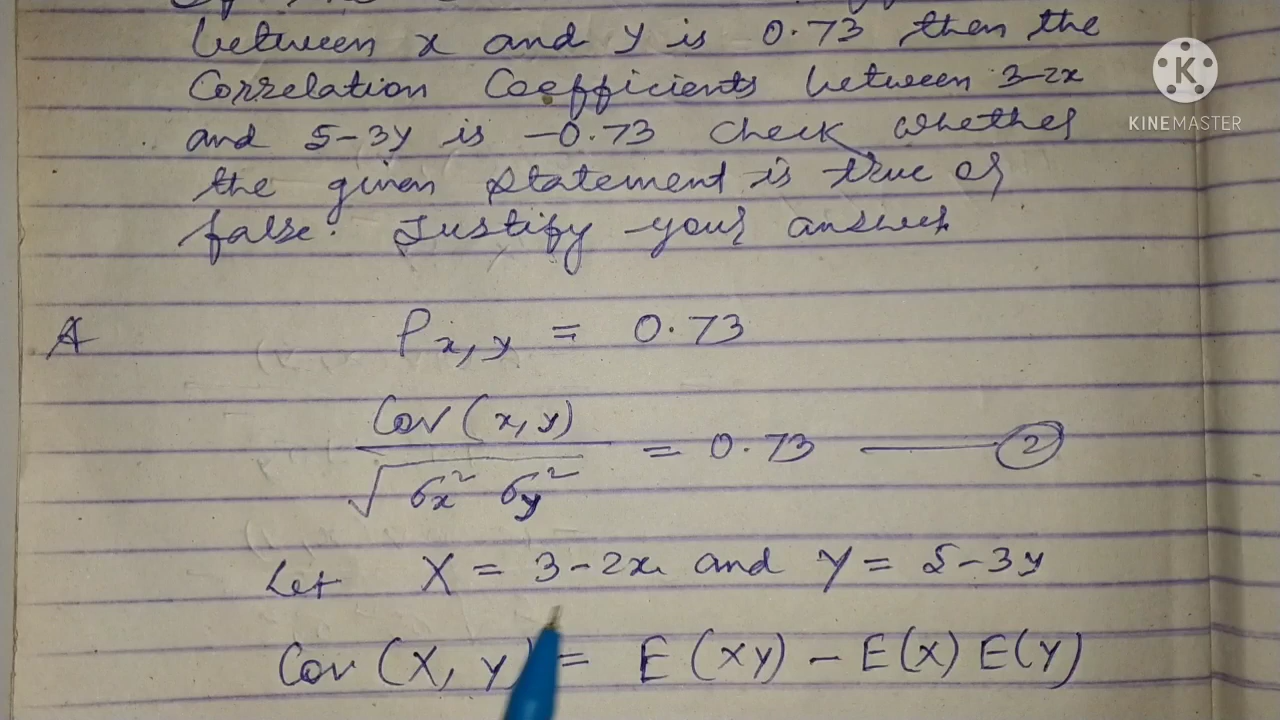 between x and y is 0.73 then the
Correlation Coefficients between 3-2x
and 5-3y is -0.73 check whether
the given statement is true or
false. Justify your answer
A
ρx,y = 0.73
Cov (x, y)
√ σx² σy² = 0.73 — 2
Let X = 3-2x and Y = 5-3y
Cov (X, y) = E (XY) - E(X) E(Y)
K
KINEMASTER